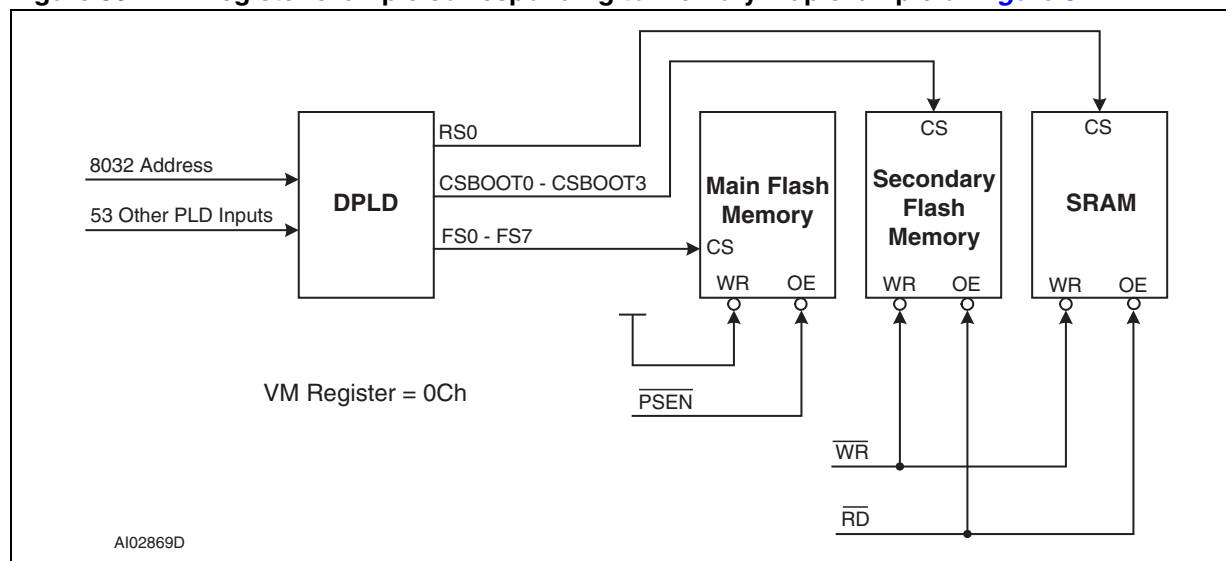 RS0
CS
CS
8032 Address
CSBOOT0 - CSBOOT3
DPLD
Main Flash
Memory
Secondary
Flash
Memory
SRAM
53 Other PLD Inputs
FS0 - FS7
CS
WR OE
WR OE
WR OE
VM Register = 0Ch
PSEN
WR
RD
AI02869D